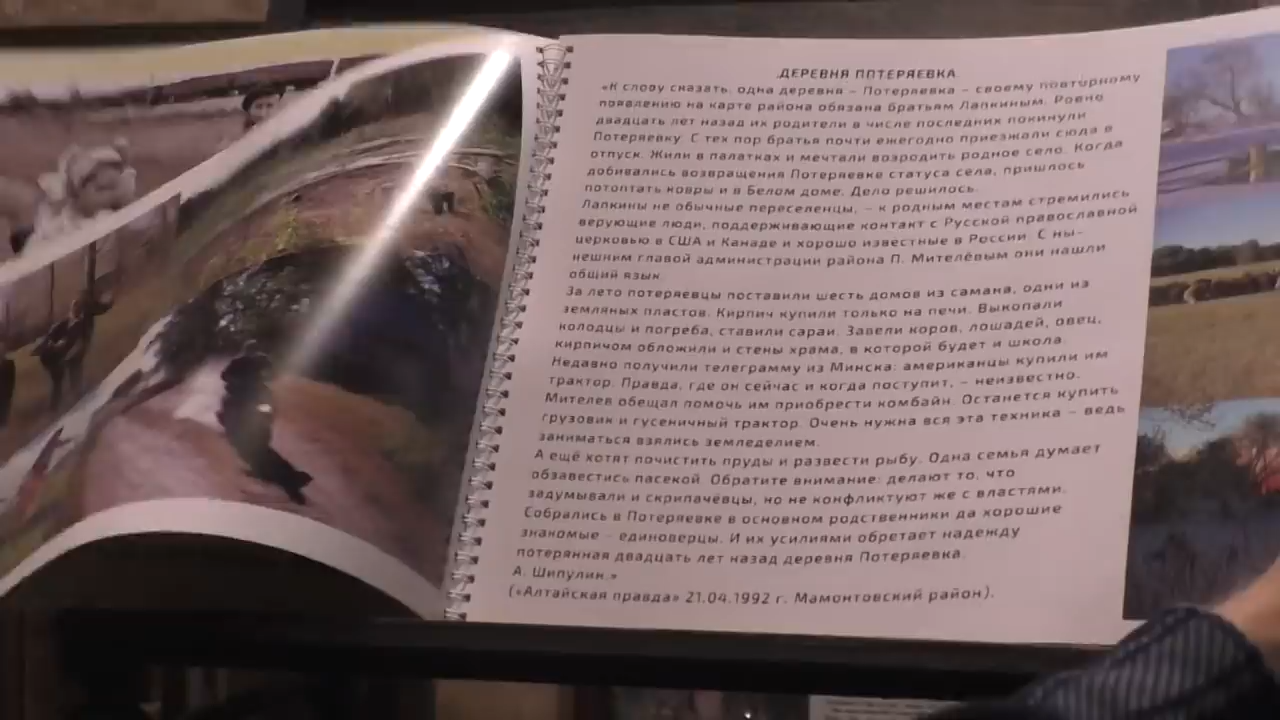 ДЕРЕВНЯ ПОТЕРЯЕВКА
«К слову сказать, одна деревня – Потеряевка – своему повторному
появлению на карте района обязана братьям Лапкиным. Ровно
двадцать лет назад их родители в числе последних покинули
Потеряевку. С тех пор братья почти ежегодно приезжали сюда в
отпуск. Жили в палатках и мечтали возродить родное село. Когда
добивались возвращения Потеряевке статуса села, пришлось
потоптать ковры и в Белом доме. Дело решилось.
Лапкины не обычные переселенцы, – к родным местам стремились
верующие люди, поддерживающие контакт с Русской православной
церковью в США и Канаде и хорошо известные в России. С ны-
нешним главой администрации района П. Мителёвым они нашли
общий язык.
За лето потеряевцы поставили шесть домов из самана, одни из
земляных пластов. Кирпич купили только на печи. Выкопали
колодцы и погреба, ставили сараи. Завели коров, лошадей, овец,
кирпичом обложили и стены храма, в которой будет и школа.
Недавно получили телеграмму из Минска: американцы купили им
трактор. Правда, где он сейчас и когда поступит, – неизвестно.
Мителев обещал помочь им приобрести комбайн. Останется купить
грузовик и гусеничный трактор. Очень нужна вся эта техника – ведь
заниматься взялись земледелием.
А ещё хотят почистить пруды и развести рыбу. Одна семья думает
обзавестись пасекой. Обратите внимание: делают то, что
задумывали и скрипачёвцы, но не конфликтуют же с властями.
Собрались в Потеряевке в основном родственники да хорошие
знакомые – единоверцы. И их усилиями обретает надежду
потерянная двадцать лет назад деревня Потеряевка.
А. Шипулин.»
(«Алтайская правда» 21.04.1992 г. Мамонтовский район).